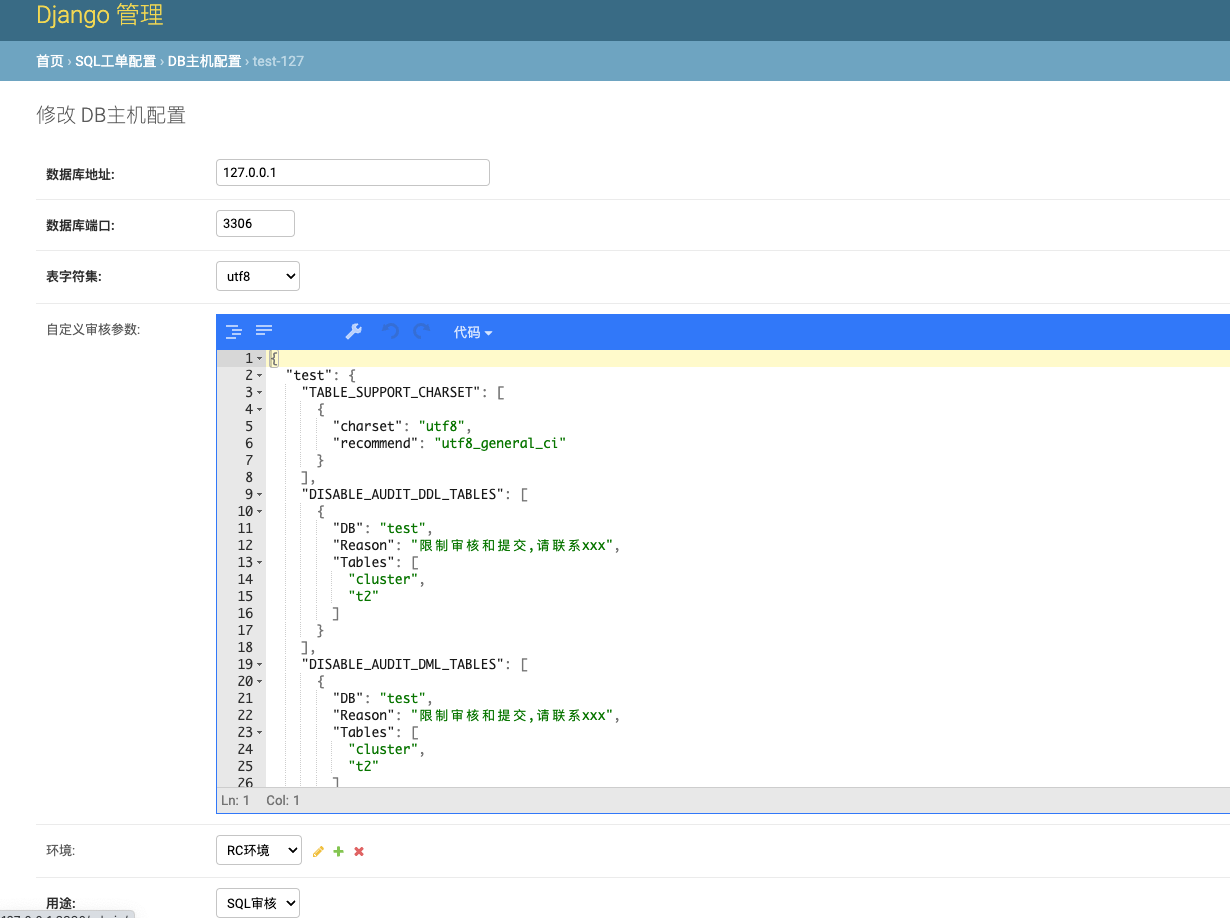 Django 管理
首页 › SQL工单配置 › DB主机配置 › test-127
修改 DB主机配置
数据库地址: 127.0.0.1
数据库端口: 3306
表字符集: utf8
自定义审核参数: 代码
1 {
2 "test": {
3 "TABLE_SUPPORT_CHARSET": [
4 {
5 "charset": "utf8",
6 "recommend": "utf8_general_ci"
7 }
8 ],
9 "DISABLE_AUDIT_DDL_TABLES": [
10 {
11 "DB": "test",
12 "Reason": "限制审核和提交,请联系xxx",
13 "Tables": [
14 "cluster",
15 "t2"
16 ]
17 }
18 ],
19 "DISABLE_AUDIT_DML_TABLES": [
20 {
21 "DB": "test",
22 "Reason": "限制审核和提交,请联系xxx",
23 "Tables": [
24 "cluster",
25 "t2"
26 ]
Ln: 1 Col: 1
环境: RC环境
用途: SQL审核